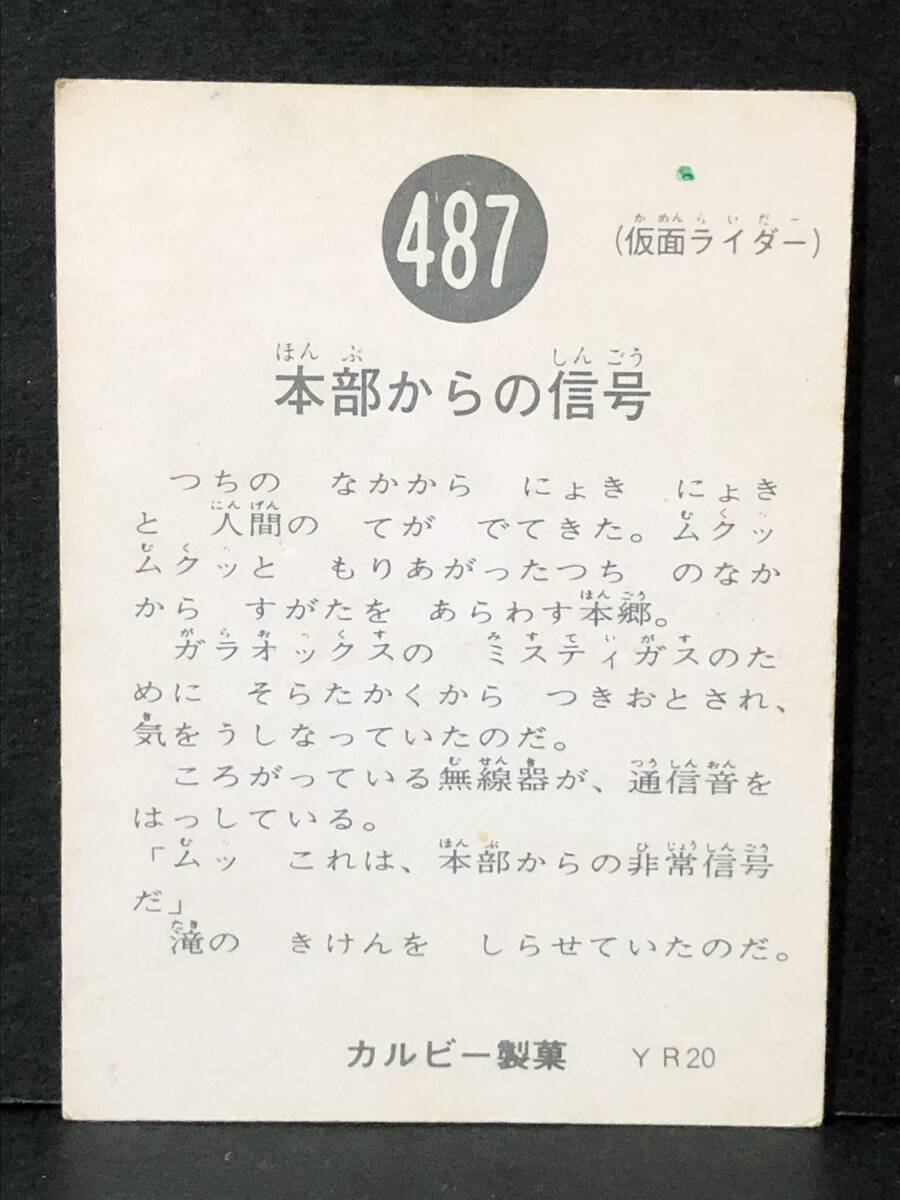 487
(仮面ライダー)
本部からの信号
つちの なかから にょき にょき
と 人間の てが でてきた。ムクッ
ムクッと もりあがったつち のなか
から すがたを あらわす本郷。
ガラオックスの ミスティガスのた
めに そらたかくから つきおとされ、
気をうしなっていたのだ。
ころがっている無線器が、通信音を
はっしている。
「ムッ これは、本部からの非常信号
だ」
滝の きけんを しらせていたのだ。
カルビー製菓 YR20